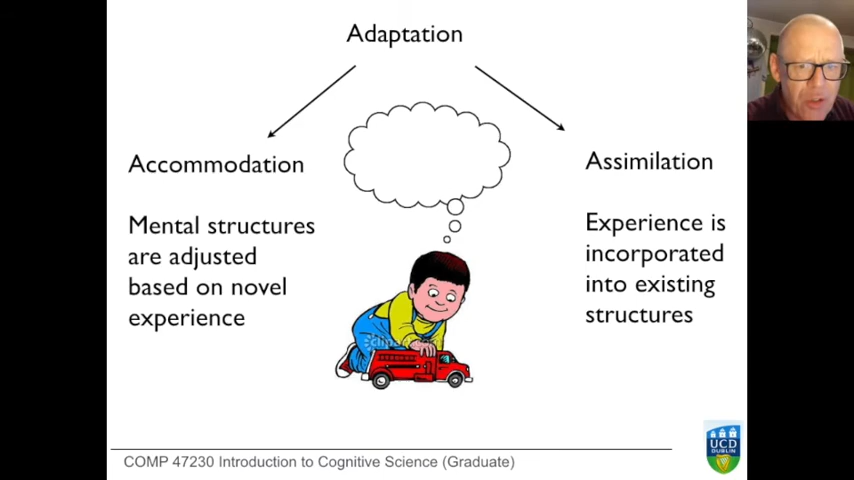 Adaptation
Accommodation
Mental structures
are adjusted
based on novel
experience
Assimilation
Experience is
incorporated
into existing
structures
COMP 47230 Introduction to Cognitive Science (Graduate)
UCD
DUBLIN